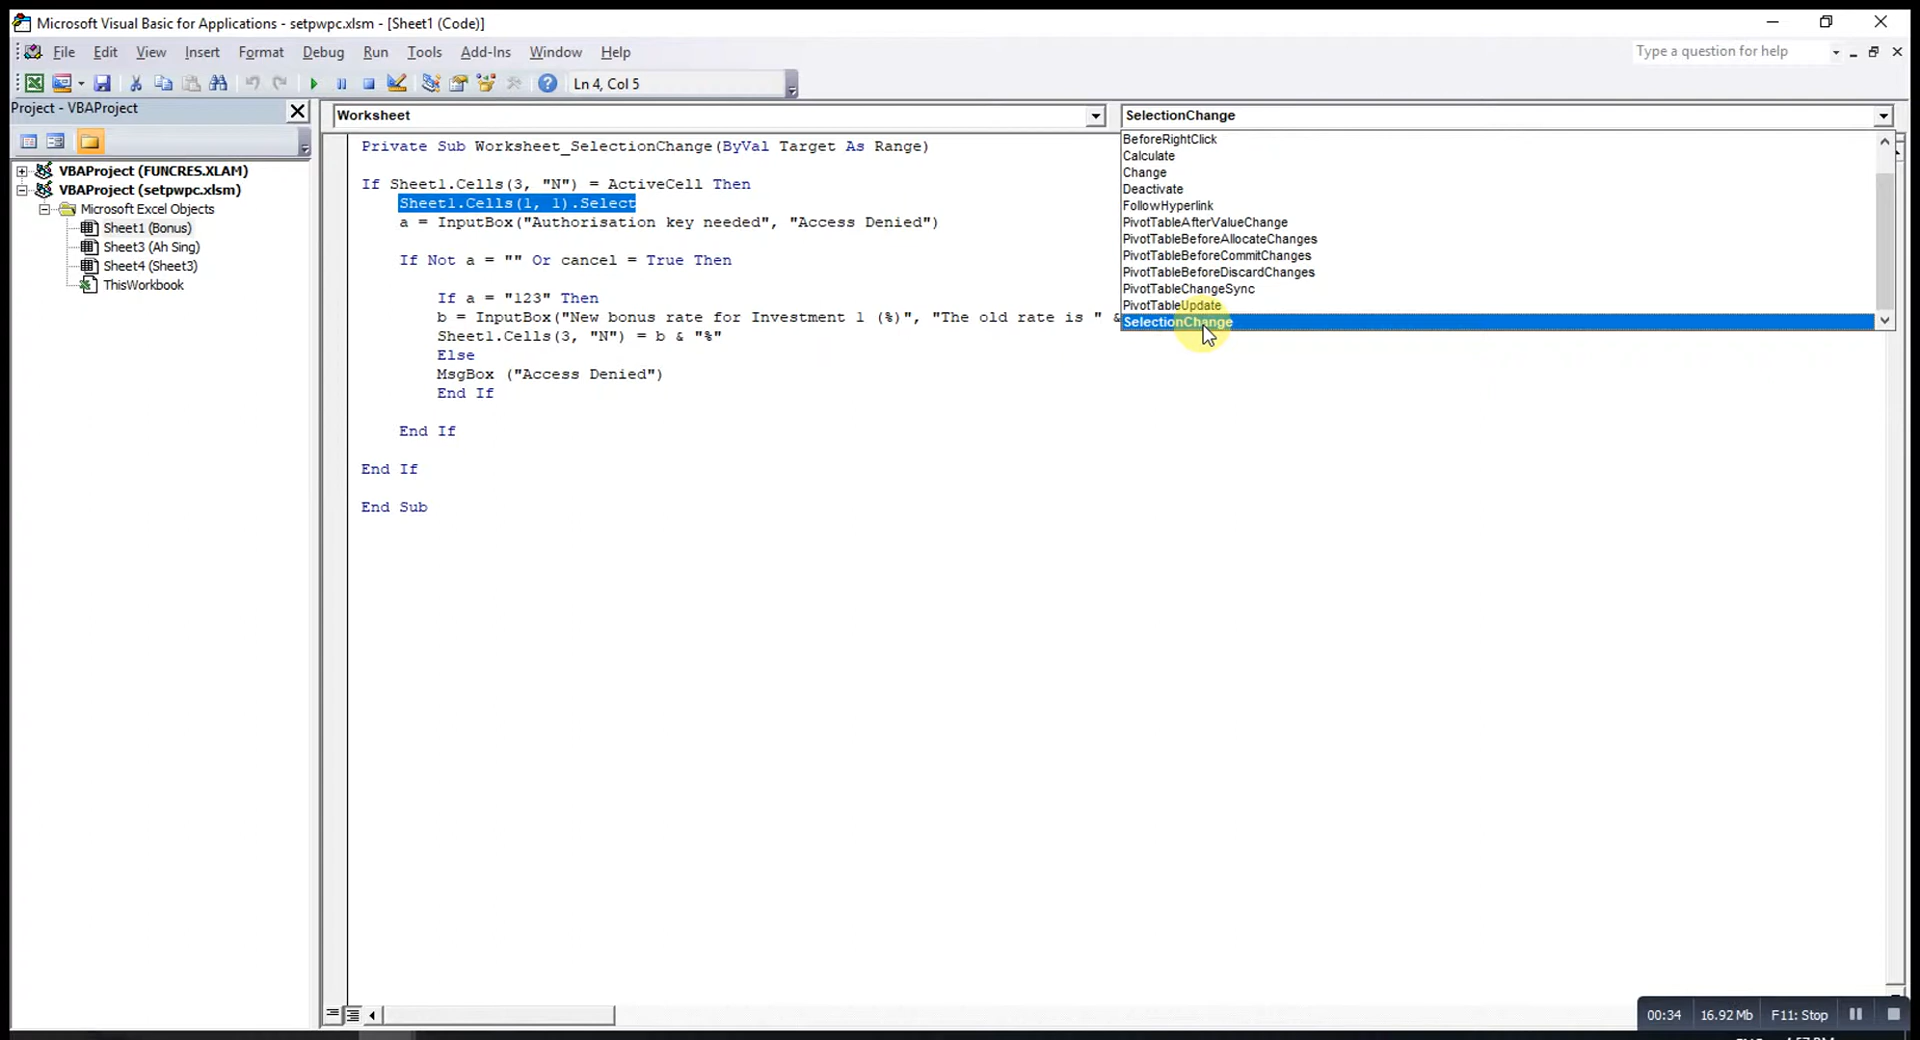 Microsoft Visual Basic for Applications - setpwpc.xlsm - [Sheet1 (Code)]
File Edit View Insert Format Debug Run Tools Add-Ins Window Help Type a question for help
Ln 4, Col 5
Project - VBAProject
Worksheet
SelectionChange
VBAProject (FUNCRES.XLAM)
VBAProject (setpwpc.xlsm)
Microsoft Excel Objects
Sheet1 (Bonus)
Sheet3 (Ah Sing)
Sheet4 (Sheet3)
ThisWorkbook
Private Sub Worksheet_SelectionChange(ByVal Target As Range)
If Sheet1.Cells(3, "N") = ActiveCell Then
Sheet1.Cells(1, 1).Select
a = InputBox("Authorisation key needed", "Access Denied")
If Not a = "" Or cancel = True Then
If a = "123" Then
b = InputBox("New bonus rate for Investment 1 (%)", "The old rate is " &
Sheet1.Cells(3, "N") = b & "%"
Else
MsgBox ("Access Denied")
End If
End If
End If
End Sub
BeforeRightClick
Calculate
Change
Deactivate
FollowHyperlink
PivotTableAfterValueChange
PivotTableBeforeAllocateChanges
PivotTableBeforeCommitChanges
PivotTableBeforeDiscardChanges
PivotTableChangeSync
PivotTableUpdate
SelectionChange
00:34 16.92 Mb F11: Stop